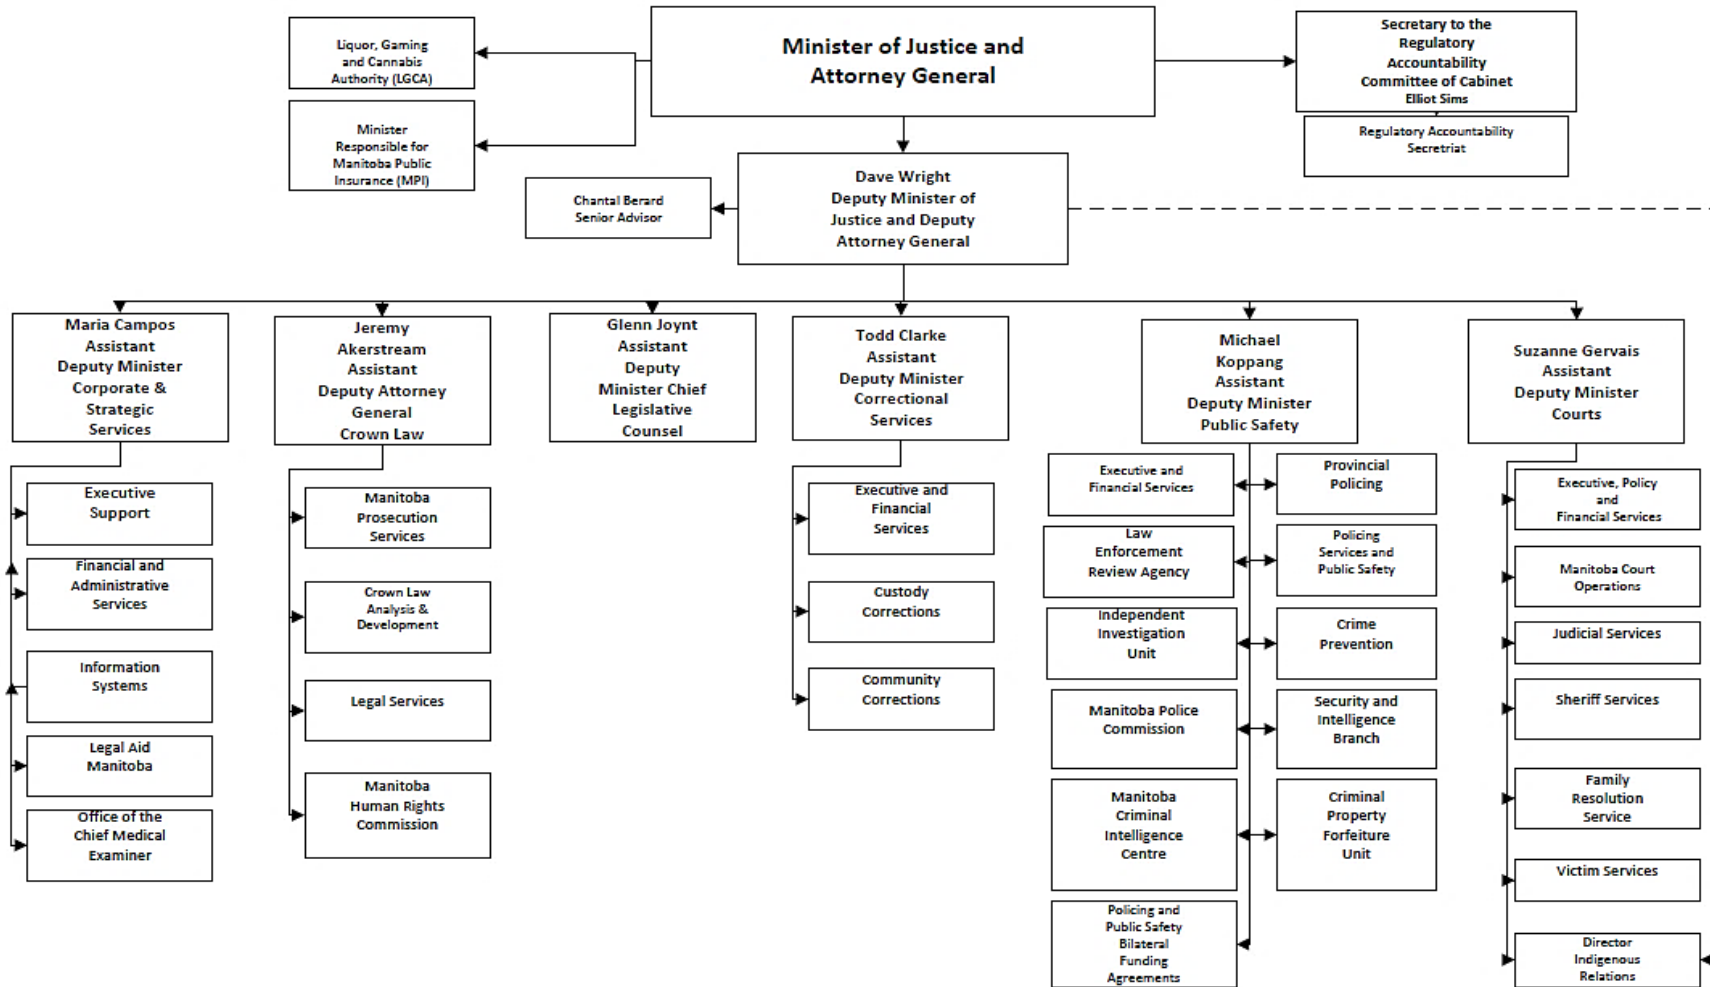 Liquor, Gaming
and Cannabis
Authority (LGCA)
Minister of Justice and
Attorney General
Secretary to the
Regulatory
Accountability
Committee of Cabinet
Elliot Sims
Minister
Responsible for
Manitoba Public
Insurance (MPI)
Regulatory Accountability
Secretriat
Chantal Berard
Senior Advisor
Dave Wright
Deputy Minister of
Justice and Deputy
Attorney General
Maria Campos
Assistant
Deputy Minister
Corporate &
Strategic
Services
Jeremy
Akerstream
Assistant
Deputy Attorney
General
Crown Law
Glenn Joynt
Assistant
Deputy
Minister Chief
Legislative
Counsel
Todd Clarke
Assistant
Deputy Minister
Correctional
Services
Michael
Koppang
Assistant
Deputy Minister
Public Safety
Suzanne Gervais
Assistant
Deputy Minister
Courts
Executive
Support
Financial and
Administrative
Services
Information
Systems
Legal Aid
Manitoba
Office of the
Chief Medical
Examiner
Manitoba
Prosecution
Services
Crown Law
Analysis &
Development
Legal Services
Manitoba
Human Rights
Commission
Executive and
Financial
Services
Custody
Corrections
Community
Corrections
Executive and
Financial Services
Law
Enforcement
Review Agency
Independent
Investigation
Unit
Manitoba Police
Commission
Manitoba
Criminal
Intelligence
Centre
Policing and
Public Safety
Bilateral
Funding
Agreements
Provincial
Policing
Policing
Services and
Public Safety
Crime
Prevention
Security and
Intelligence
Branch
Criminal
Property
Forfeiture
Unit
Executive, Policy
and
Financial Services
Manitoba Court
Operations
Judicial Services
Sheriff Services
Family
Resolution
Service
Victim Services
Director
Indigenous
Relations